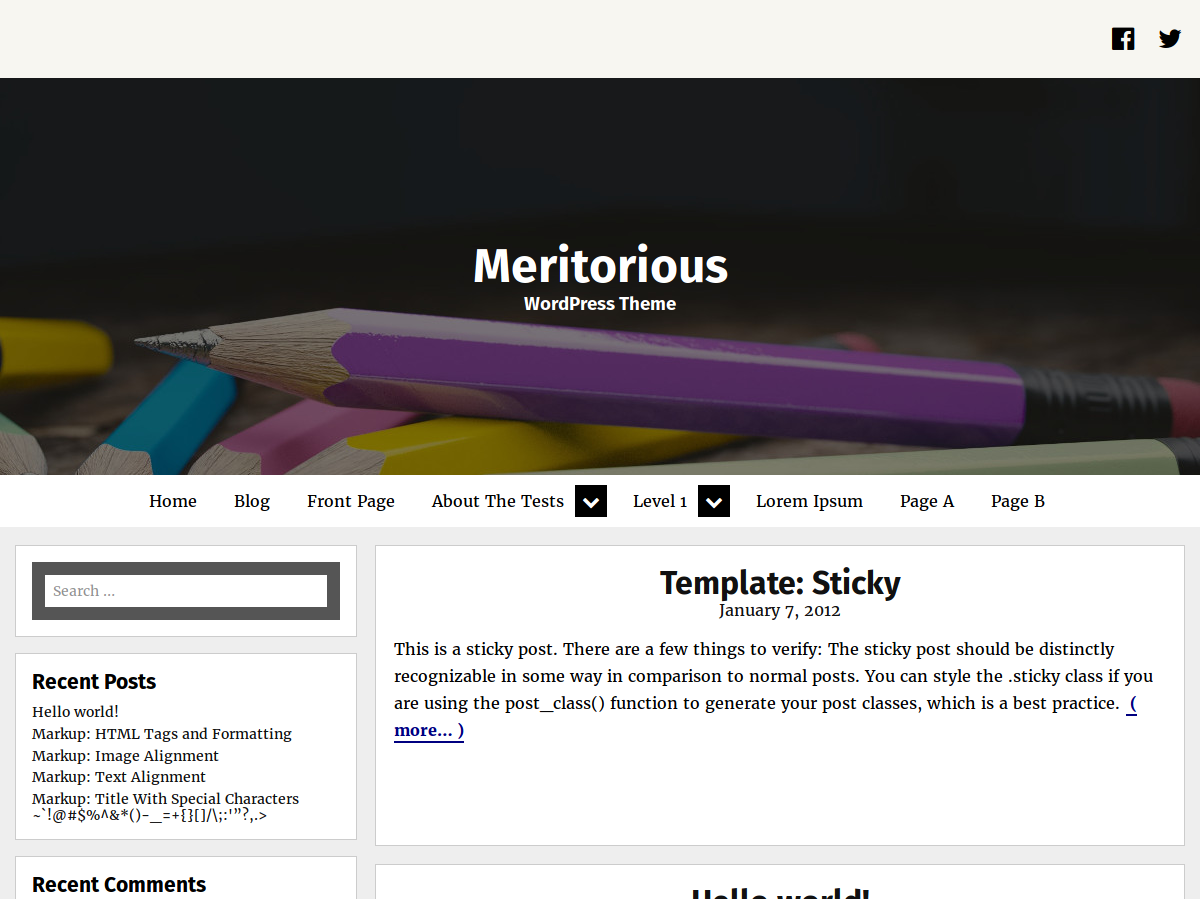 Meritorious
WordPress Theme
Home Blog Front Page About The Tests Level 1 Lorem Ipsum Page A Page B
Search ...
Recent Posts
Hello world!
Markup: HTML Tags and Formatting
Markup: Image Alignment
Markup: Text Alignment
Markup: Title With Special Characters
~`!@#$%^&*()-_=+{}[]/\;:'"?,.>
Recent Comments
Template: Sticky
January 7, 2012
This is a sticky post. There are a few things to verify: The sticky post should be distinctly
recognizable in some way in comparison to normal posts. You can style the .sticky class if you
are using the post_class() function to generate your post classes, which is a best practice. (
more… )
Hello world!